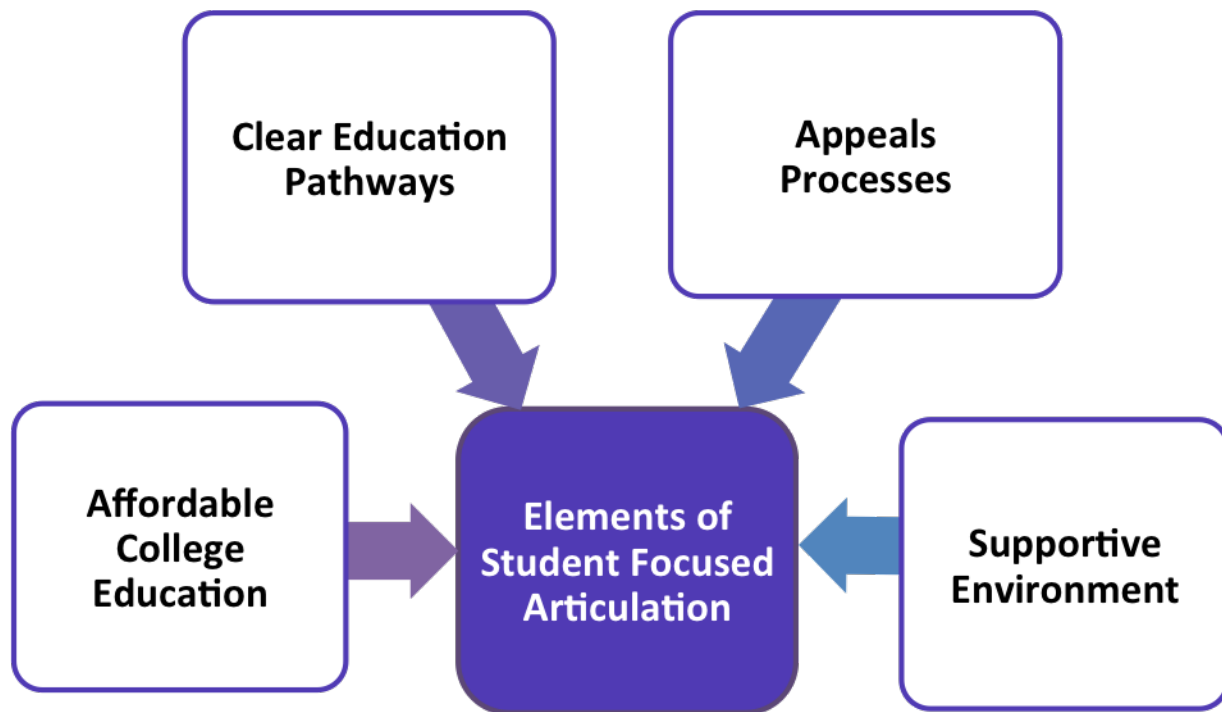 Clear Education
Pathways
Appeals
Processes
Affordable
College
Education
Elements of
Student Focused
Articulation
Supportive
Environment